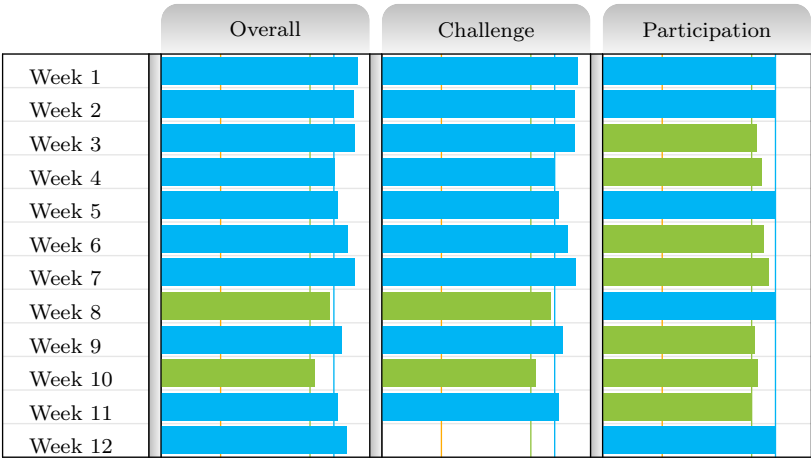 Overall Challenge Participation
Week 1
Week 2
Week 3
Week 4
Week 5
Week 6
Week 7
Week 8
Week 9
Week 10
Week 11
Week 12